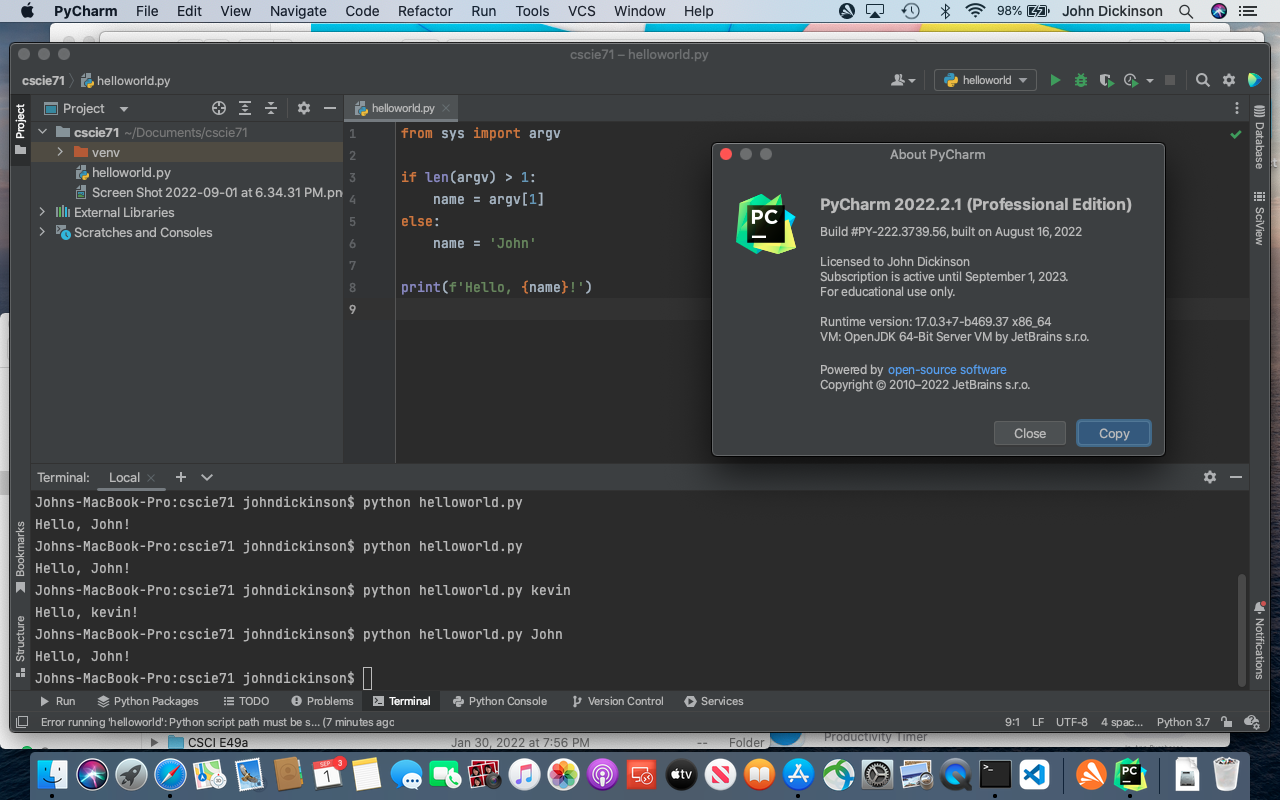 PyCharm File Edit View Navigate Code Refactor Run Tools VCS Window Help 98% John Dickinson
cscie71 – helloworld.py
cscie71 helloworld.py helloworld
Project
Project
helloworld.py
cscie71 ~/Documents/cscie71
venv
helloworld.py
Screen Shot 2022-09-01 at 6.34.31 PM.pn
External Libraries
Scratches and Consoles
1 from sys import argv
2
3 if len(argv) > 1:
4 name = argv[1]
5 else:
6 name = 'John'
7
8 print(f'Hello, {name}!')
9
Database
SciView
About PyCharm
PC
PyCharm 2022.2.1 (Professional Edition)
Build #PY-222.3739.56, built on August 16, 2022
Licensed to John Dickinson
Subscription is active until September 1, 2023.
For educational use only.
Runtime version: 17.0.3+7-b469.37 x86_64
VM: OpenJDK 64-Bit Server VM by JetBrains s.r.o.
Powered by open-source software
Copyright © 2010–2022 JetBrains s.r.o.
Close Copy
Terminal: Local
Johns-MacBook-Pro:cscie71 johndickinson$ python helloworld.py
Hello, John!
Johns-MacBook-Pro:cscie71 johndickinson$ python helloworld.py
Hello, John!
Johns-MacBook-Pro:cscie71 johndickinson$ python helloworld.py kevin
Hello, kevin!
Johns-MacBook-Pro:cscie71 johndickinson$ python helloworld.py John
Hello, John!
Johns-MacBook-Pro:cscie71 johndickinson$
Bookmarks
Structure
Notifications
Run Python Packages TODO Problems Terminal Python Console Version Control Services
Error running 'helloworld': Python script path must be s... (7 minutes ago 9:1 LF UTF-8 4 spac... Python 3.7
CSCI E49a Jan 30, 2022 at 7:56 PM -- Folder
Productivity Timer
SEP
1
3
tv
PC